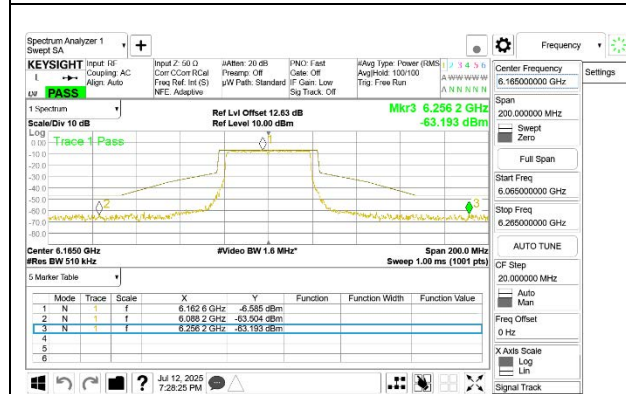 Spectrum Analyzer 1
Swept SA
Frequency
Settings
KEYSIGHT
Input: RF
Coupling: AC
Align: Auto
Input Z: 50 Ω
Corr CCorr RCal
Freq Ref: Int (S)
NFE: Adaptive
#Atten: 20 dB
Preamp: Off
µW Path: Standard
PNO: Fast
Gate: Off
IF Gain: Low
Sig Track: Off
#Avg Type: Power (RMS
Avg|Hold: 100/100
Trig: Free Run
1 2 3 4 5 6
A W W W W W
A N N N N N
PASS
1 Spectrum
Scale/Div 10 dB
Ref Lvl Offset 12.63 dB
Ref Level 10.00 dBm
Mkr3 6.256 2 GHz
-63.193 dBm
Log
Trace 1 Pass
0.00
-10.0
-20.0
-30.0
-40.0
-50.0
-60.0
-70.0
-80.0
1
2
3
Center 6.1650 GHz
#Res BW 510 kHz
#Video BW 1.6 MHz*
Span 200.0 MHz
Sweep 1.00 ms (1001 pts)
5 Marker Table
Mode Trace Scale X Y Function Function Width Function Value
1 N 1 f 6.162 6 GHz -6.585 dBm
2 N 1 f 6.088 2 GHz -63.504 dBm
3 N 1 f 6.256 2 GHz -63.193 dBm
4
5
6
Jul 12, 2025
7:28:25 PM
Center Frequency
6.165000000 GHz
Span
200.000000 MHz
Swept
Zero
Full Span
Start Freq
6.065000000 GHz
Stop Freq
6.265000000 GHz
AUTO TUNE
CF Step
20.000000 MHz
Auto
Man
Freq Offset
0 Hz
X Axis Scale
Log
Lin
Signal Track